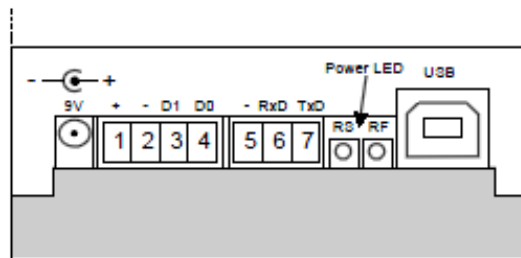 Power LED USB
- +
9V + - D1 D0 - RxD TxD
RS RF
1 2 3 4 5 6 7